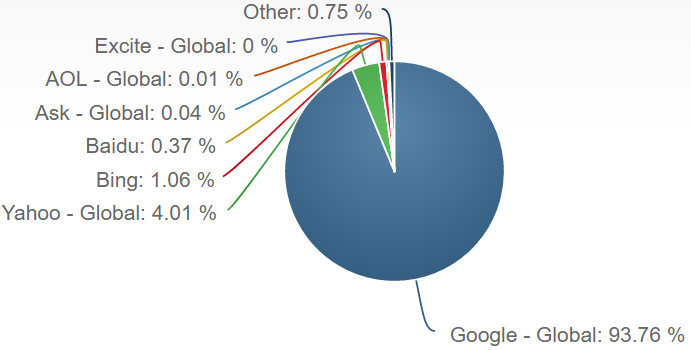 Other: 0.75 %
Excite - Global: 0 %
AOL - Global: 0.01 %
Ask - Global: 0.04 %
Baidu: 0.37 %
Bing: 1.06 %
Yahoo - Global: 4.01 %
Google - Global: 93.76 %